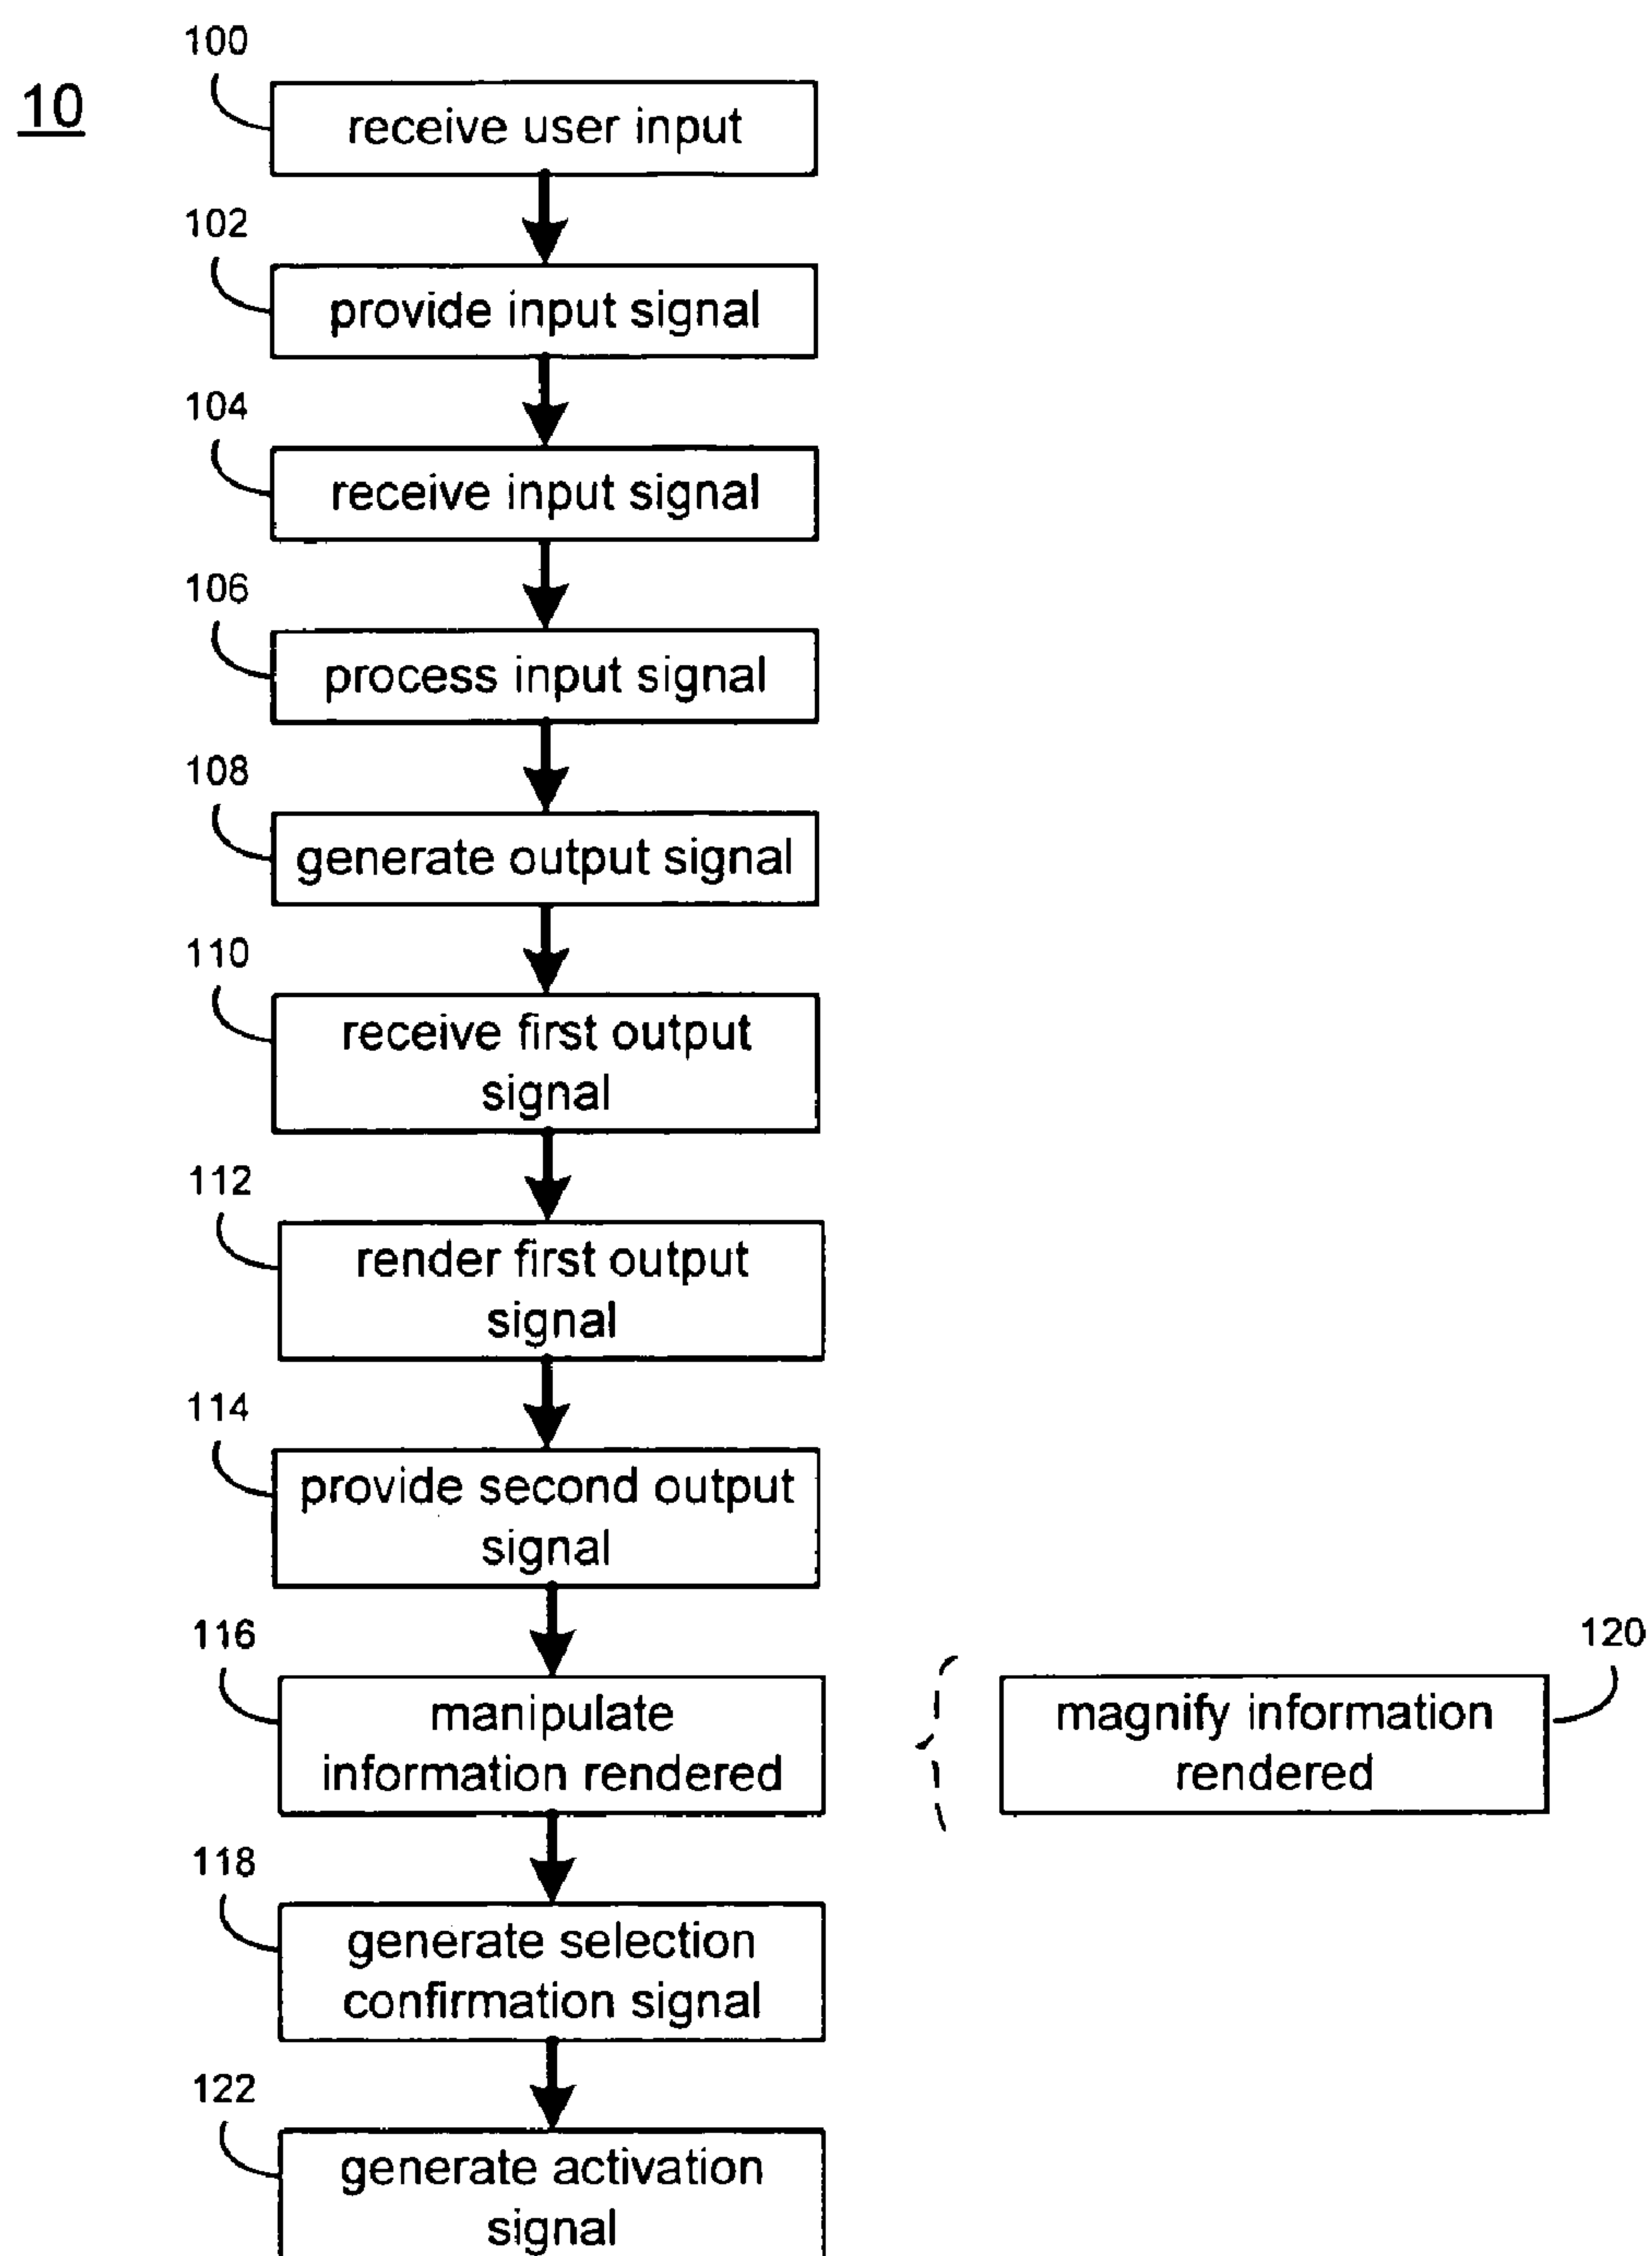 10
100
receive user input
102
provide input signal
104
receive input signal
106
process input signal
108
generate output signal
110
receive first output
signal
112
render first output
signal
114
provide second output
signal
116
manipulate
information rendered
120
magnify information
rendered
118
generate selection
confirmation signal
122
generate activation
signal